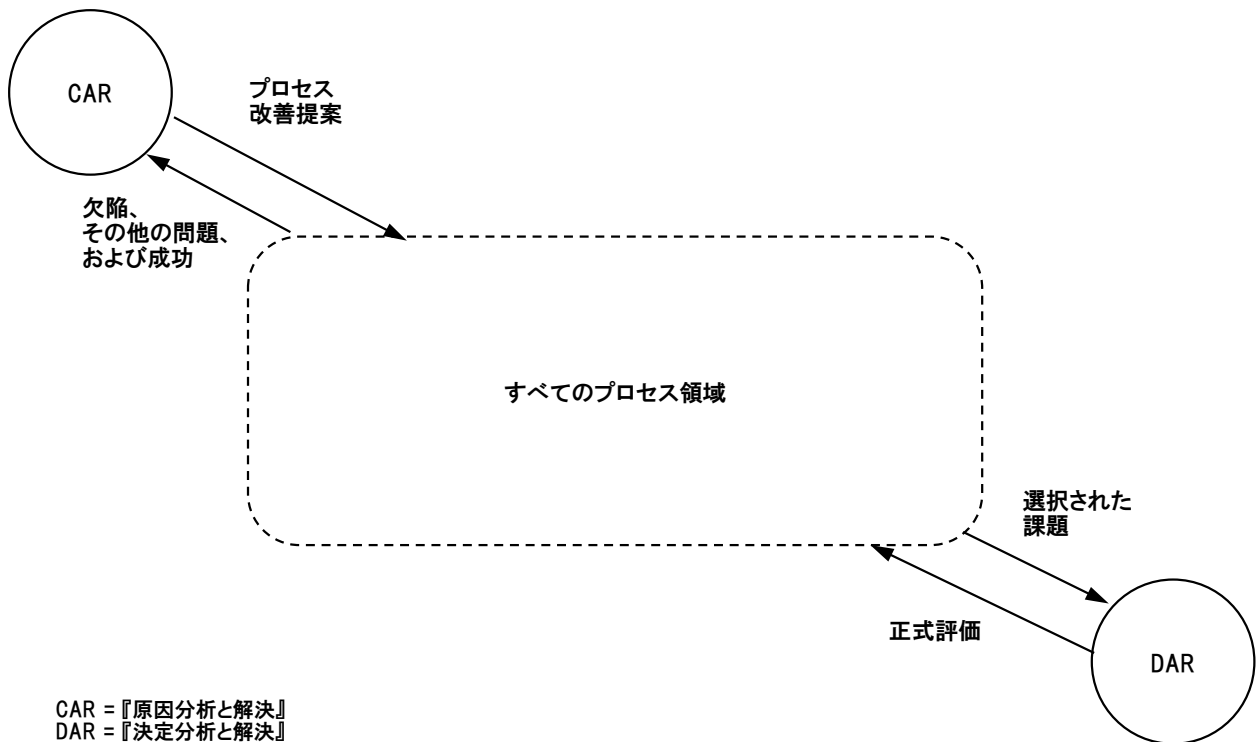 CAR
プロセス
改善提案
欠陥、
その他の問題、
および成功
すべてのプロセス領域
選択された
課題
正式評価
DAR
CAR = 『原因分析と解決』
DAR = 『決定分析と解決』